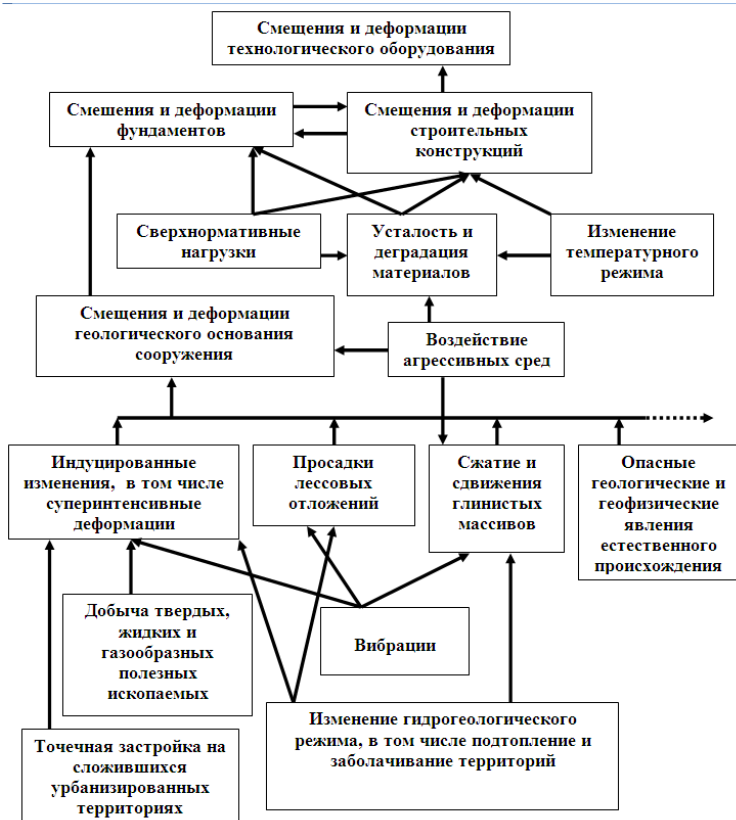 Смещения и деформации
технологического оборудования
Смешения и деформации
фундаментов
Смещения и деформации
строительных
конструкций
Сверхнормативные
нагрузки
Усталость и
деградация
материалов
Изменение
температурного
режима
Смещения и деформации
геологического основания
сооружения
Воздействие
агрессивных сред
Индуцированные
изменения, в том числе
суперинтенсивные
деформации
Просадки
лессовых
отложений
Сжатие и
сдвижения
глинистых
массивов
Опасные
геологические и
геофизические
явления
естественного
происхождения
Добыча твердых,
жидких и
газообразных
полезных
ископаемых
Вибрации
Изменение гидрогеологического
режима, в том числе подтопление и
заболачивание территорий
Точечная застройка на
сложившихся
урбанизированных
территориях